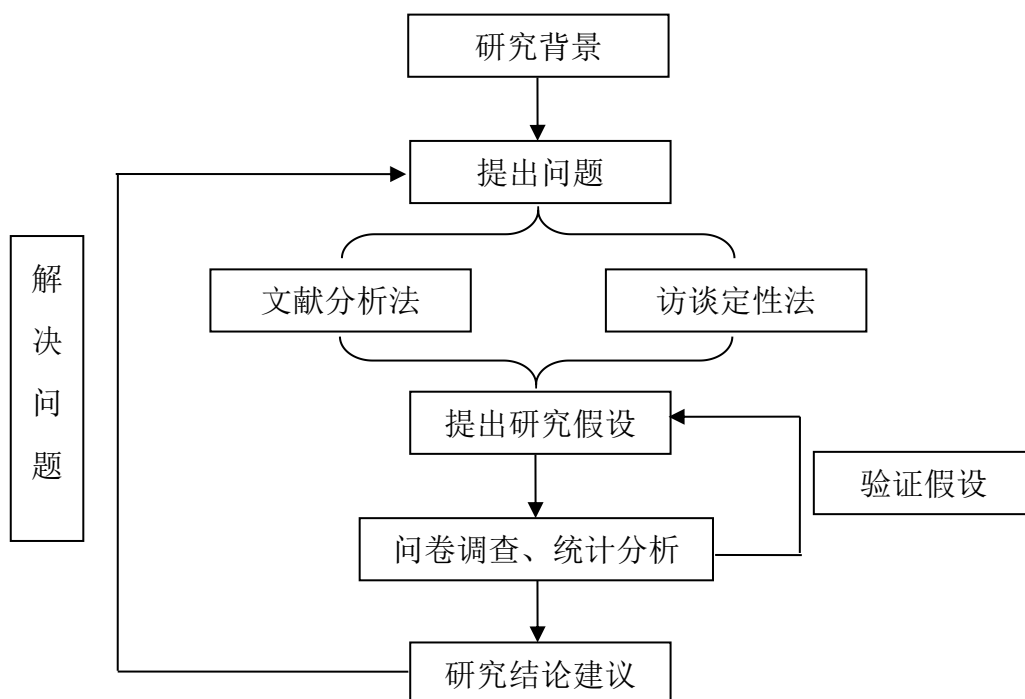 研究背景
提出问题
文献分析法
访谈定性法
提出研究假设
问卷调查、统计分析
研究结论建议
解
决
问
题
验证假设